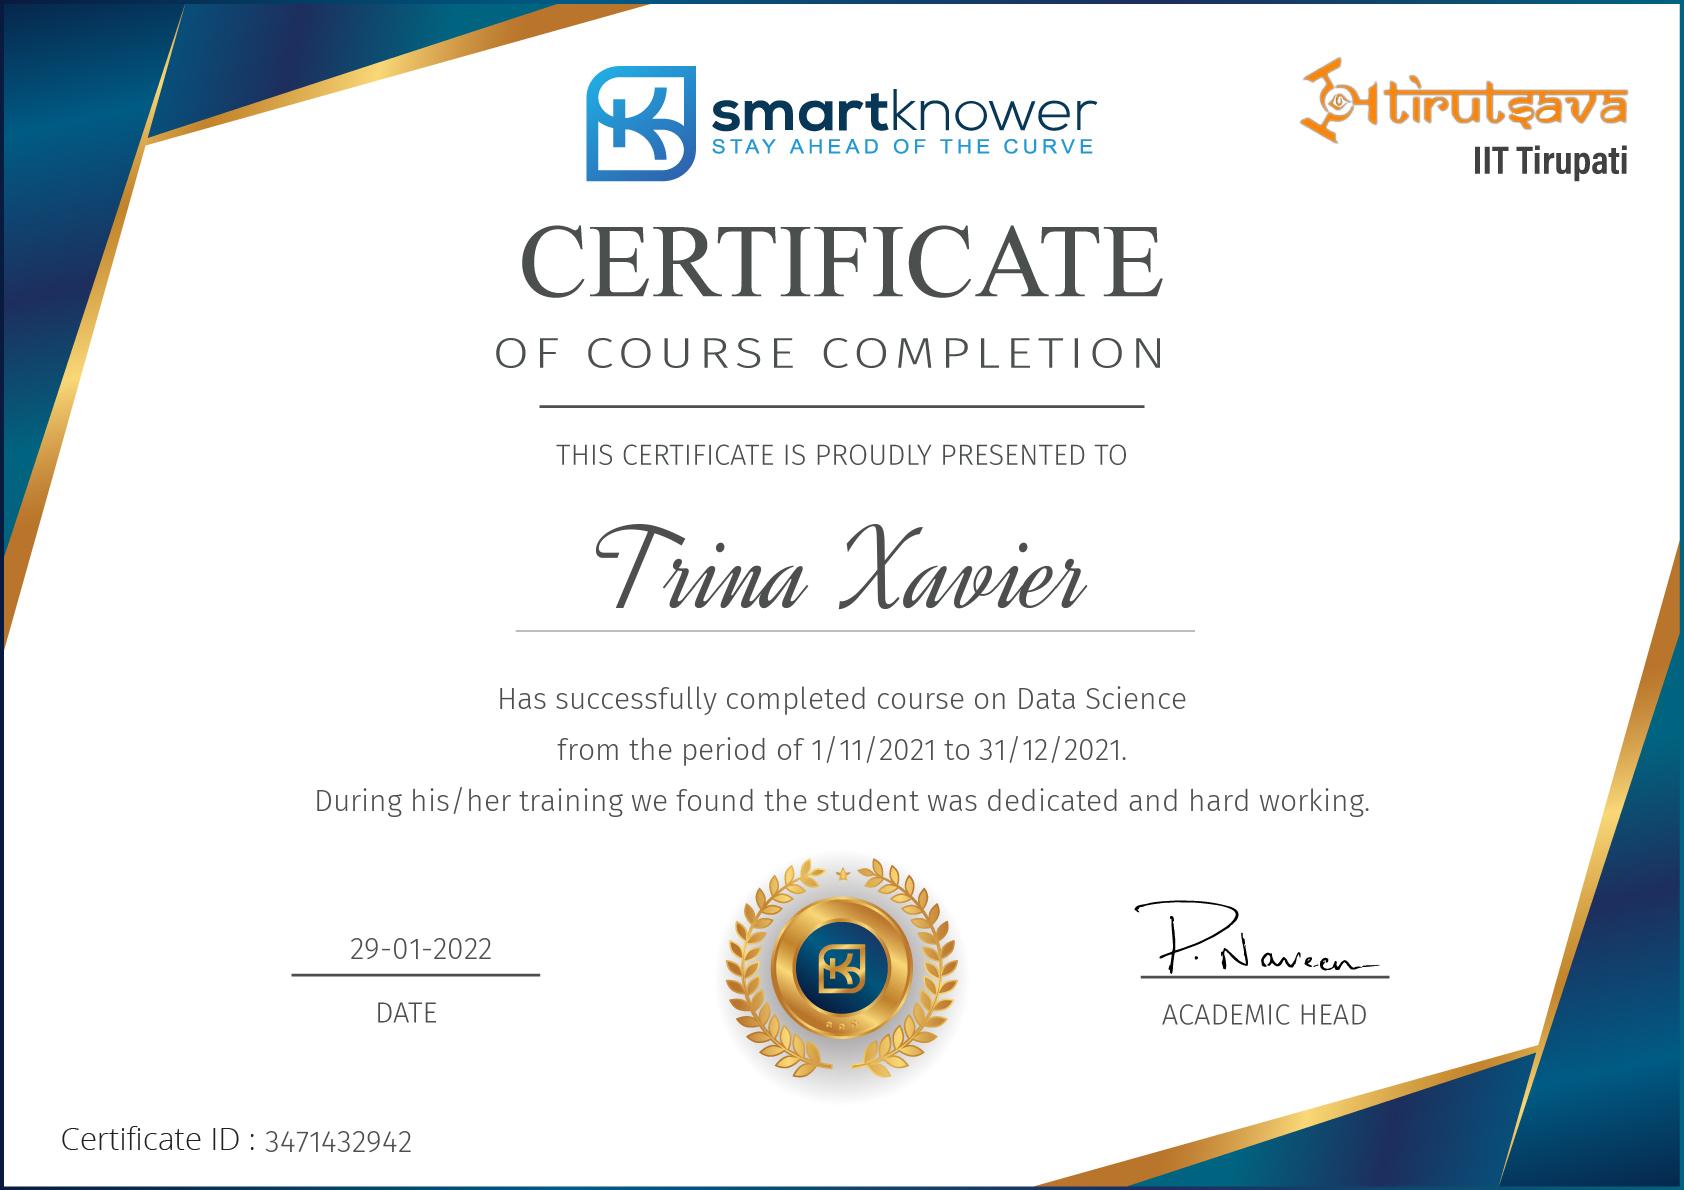 smartknower
STAY AHEAD OF THE CURVE
tirutsava
IIT Tirupati
CERTIFICATE
OF COURSE COMPLETION
THIS CERTIFICATE IS PROUDLY PRESENTED TO
Trina Xavier
Has successfully completed course on Data Science
from the period of 1/11/2021 to 31/12/2021.
During his/her training we found the student was dedicated and hard working.
29-01-2022
DATE
P. Naveen
ACADEMIC HEAD
Certificate ID : 3471432942